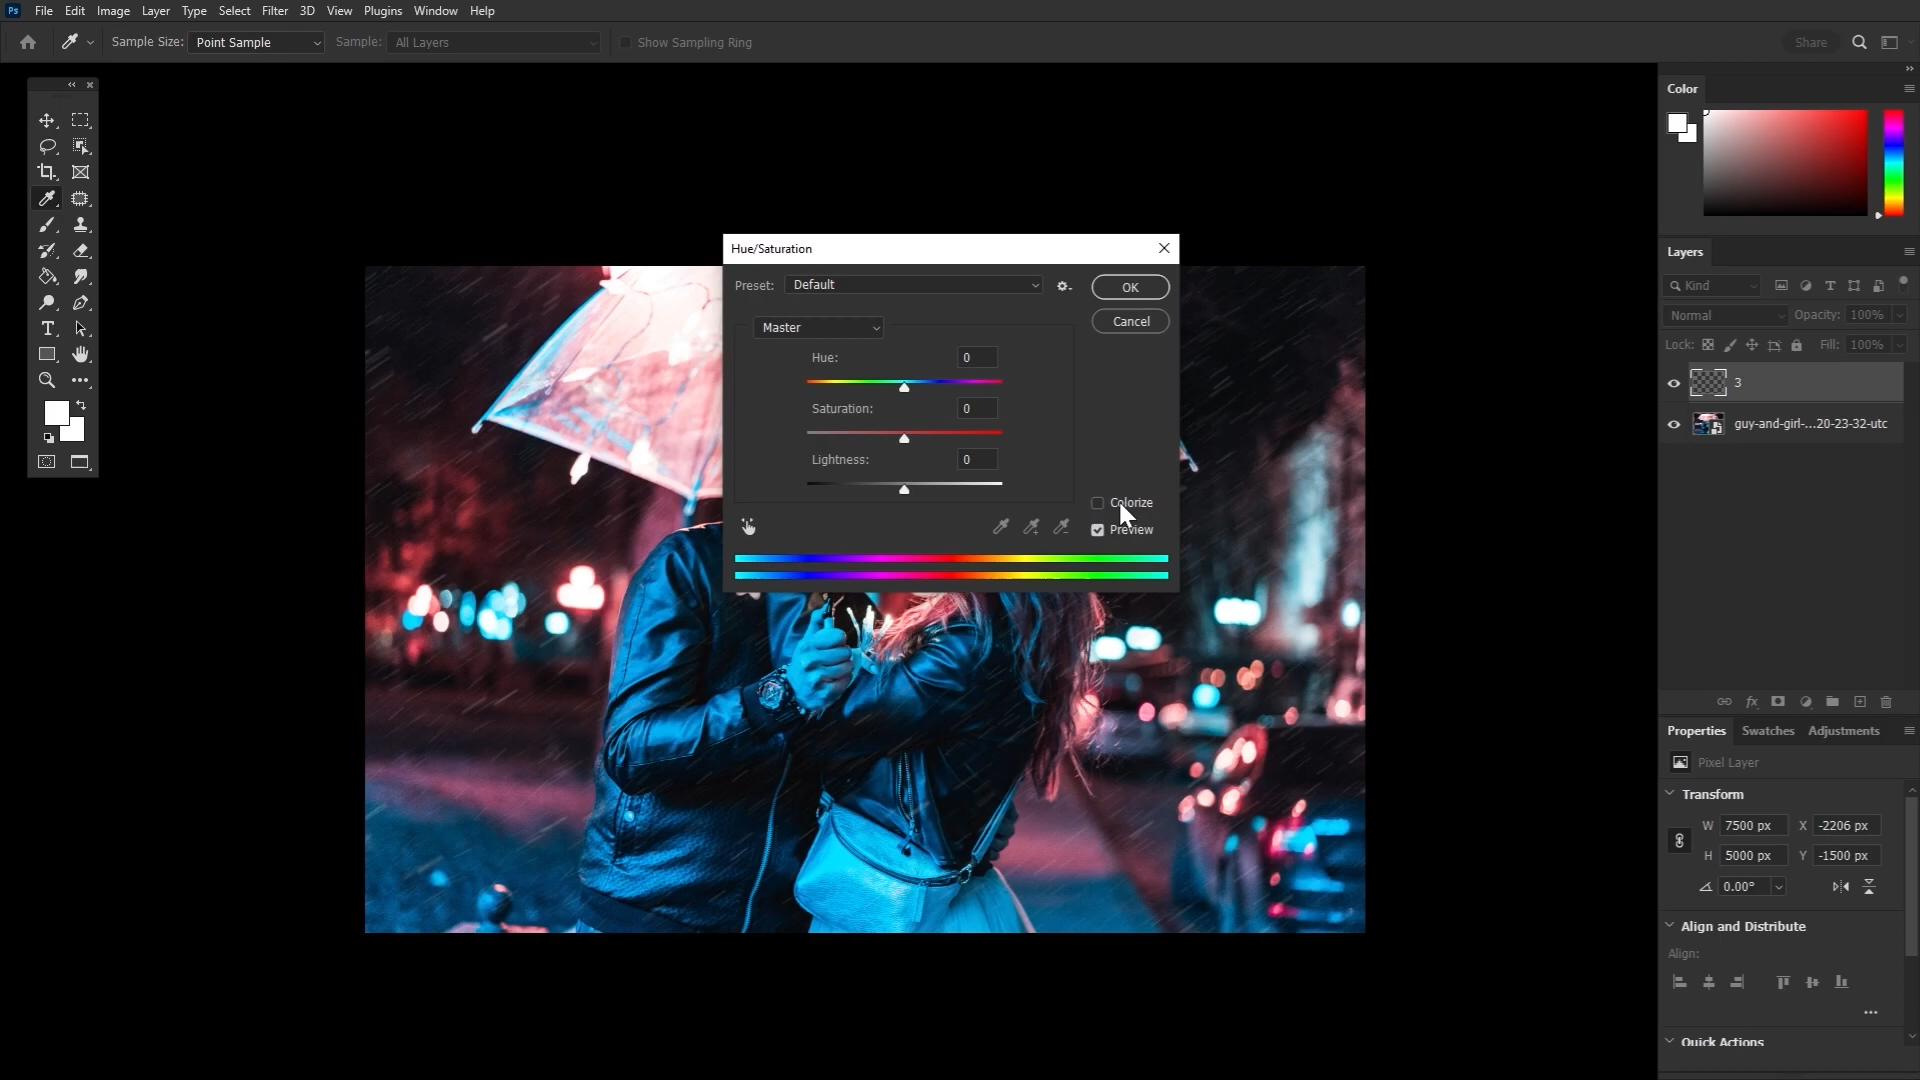 Ps File Edit Image Layer Type Select Filter 3D View Plugins Window Help
Sample Size: Point Sample Sample: All Layers Show Sampling Ring Share
Color
Hue/Saturation
Preset: Default OK
Cancel
Master
Hue: 0
Saturation: 0
Lightness: 0
Colorize
Preview
Layers
Kind
Normal Opacity: 100%
Lock: Fill: 100%
3
guy-and-girl-...20-23-32-utc
fx
Properties Swatches Adjustments
Pixel Layer
Transform
W 7500 px X -2206 px
H 5000 px Y -1500 px
0.00°
Align and Distribute
Align:
Quick Actions